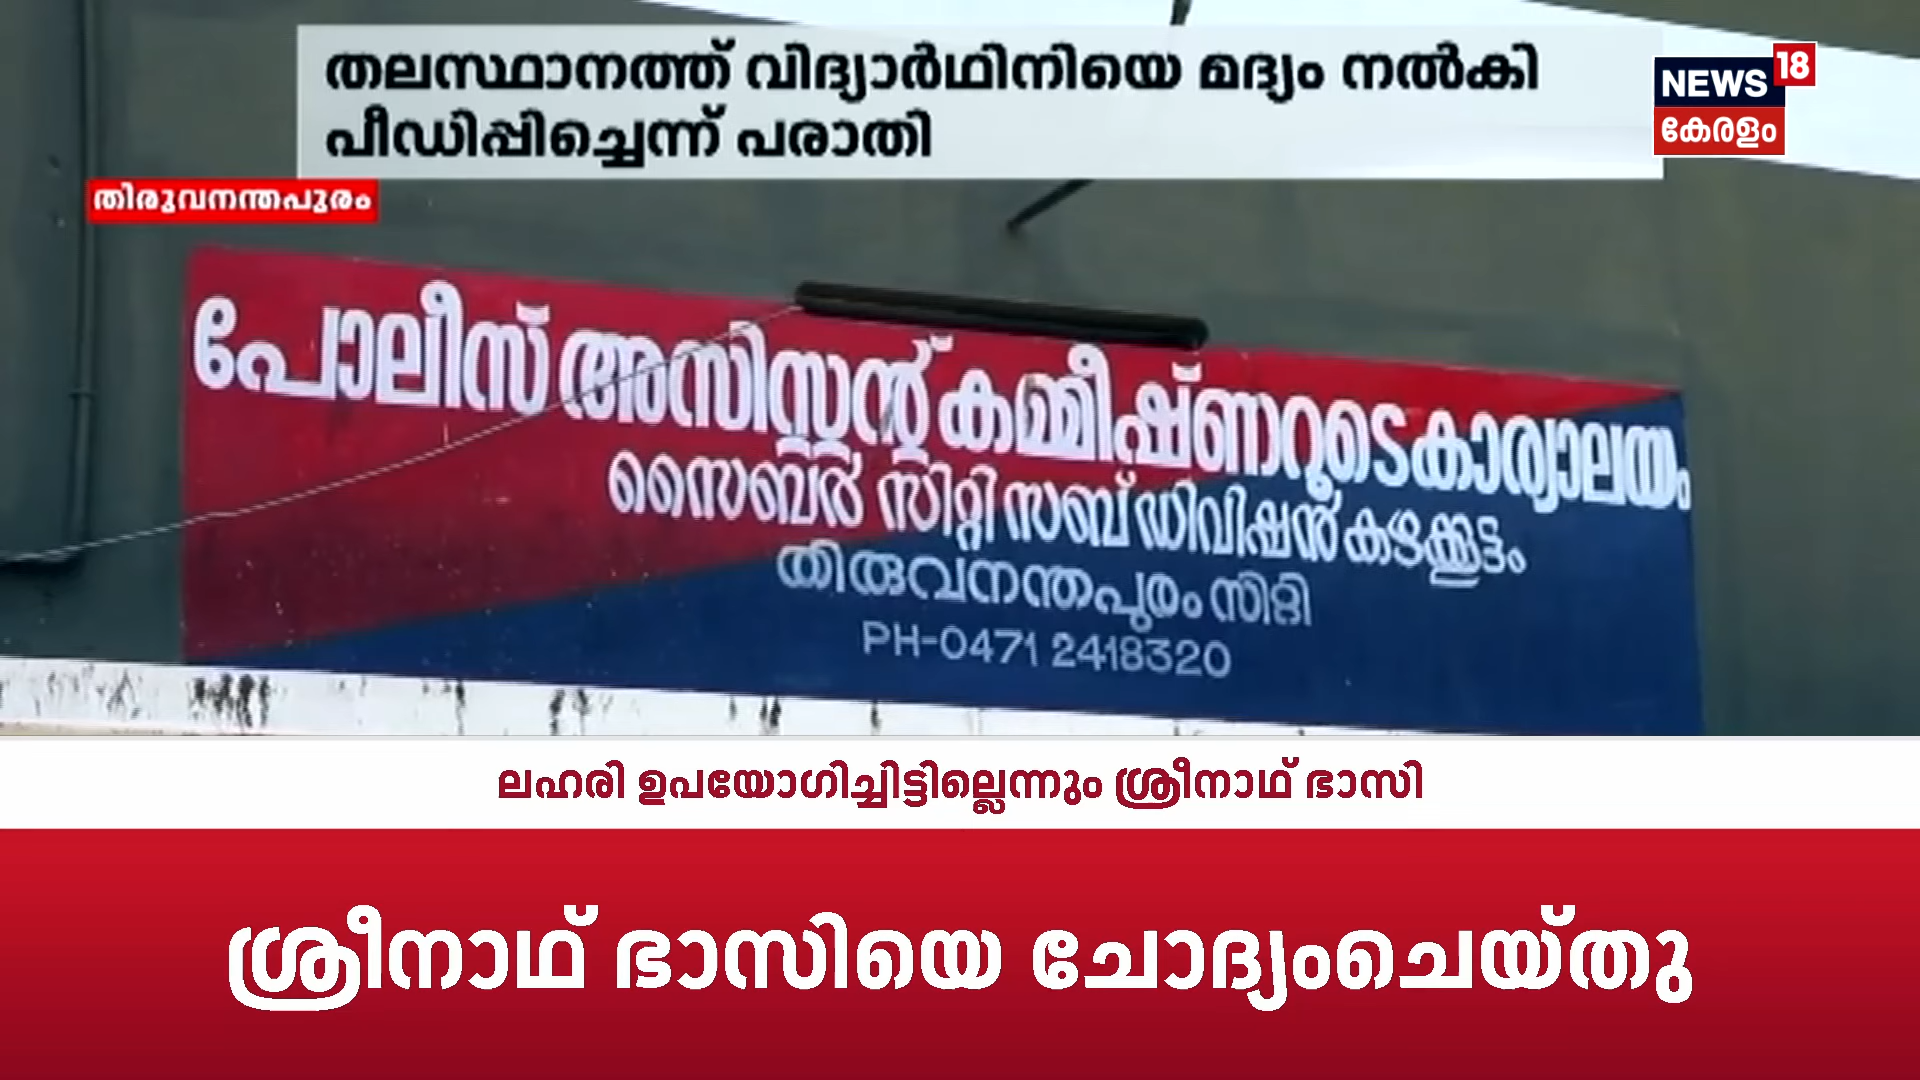 തലസ്ഥാനത്ത് വിദ്യാർഥിനിയെ മദ്യം നൽകി
പീഡിപ്പിച്ചെന്ന് പരാതി
NEWS 18
കേരളം
തിരുവനന്തപുരം
പോലീസ് അസിസ്റ്റന്റ് കമ്മീഷ്ണറുടെ കാര്യാലയം
സൈബർ സിറ്റി സബ് ഡിവിഷൻ കഴക്കൂട്ടം
തിരുവനന്തപുരം സിറ്റി
PH-0471 2418320
ലഹരി ഉപയോഗിച്ചിട്ടില്ലെന്നും ശ്രീനാഥ് ഭാസി
ശ്രീനാഥ് ഭാസിയെ ചോദ്യംചെയ്തു